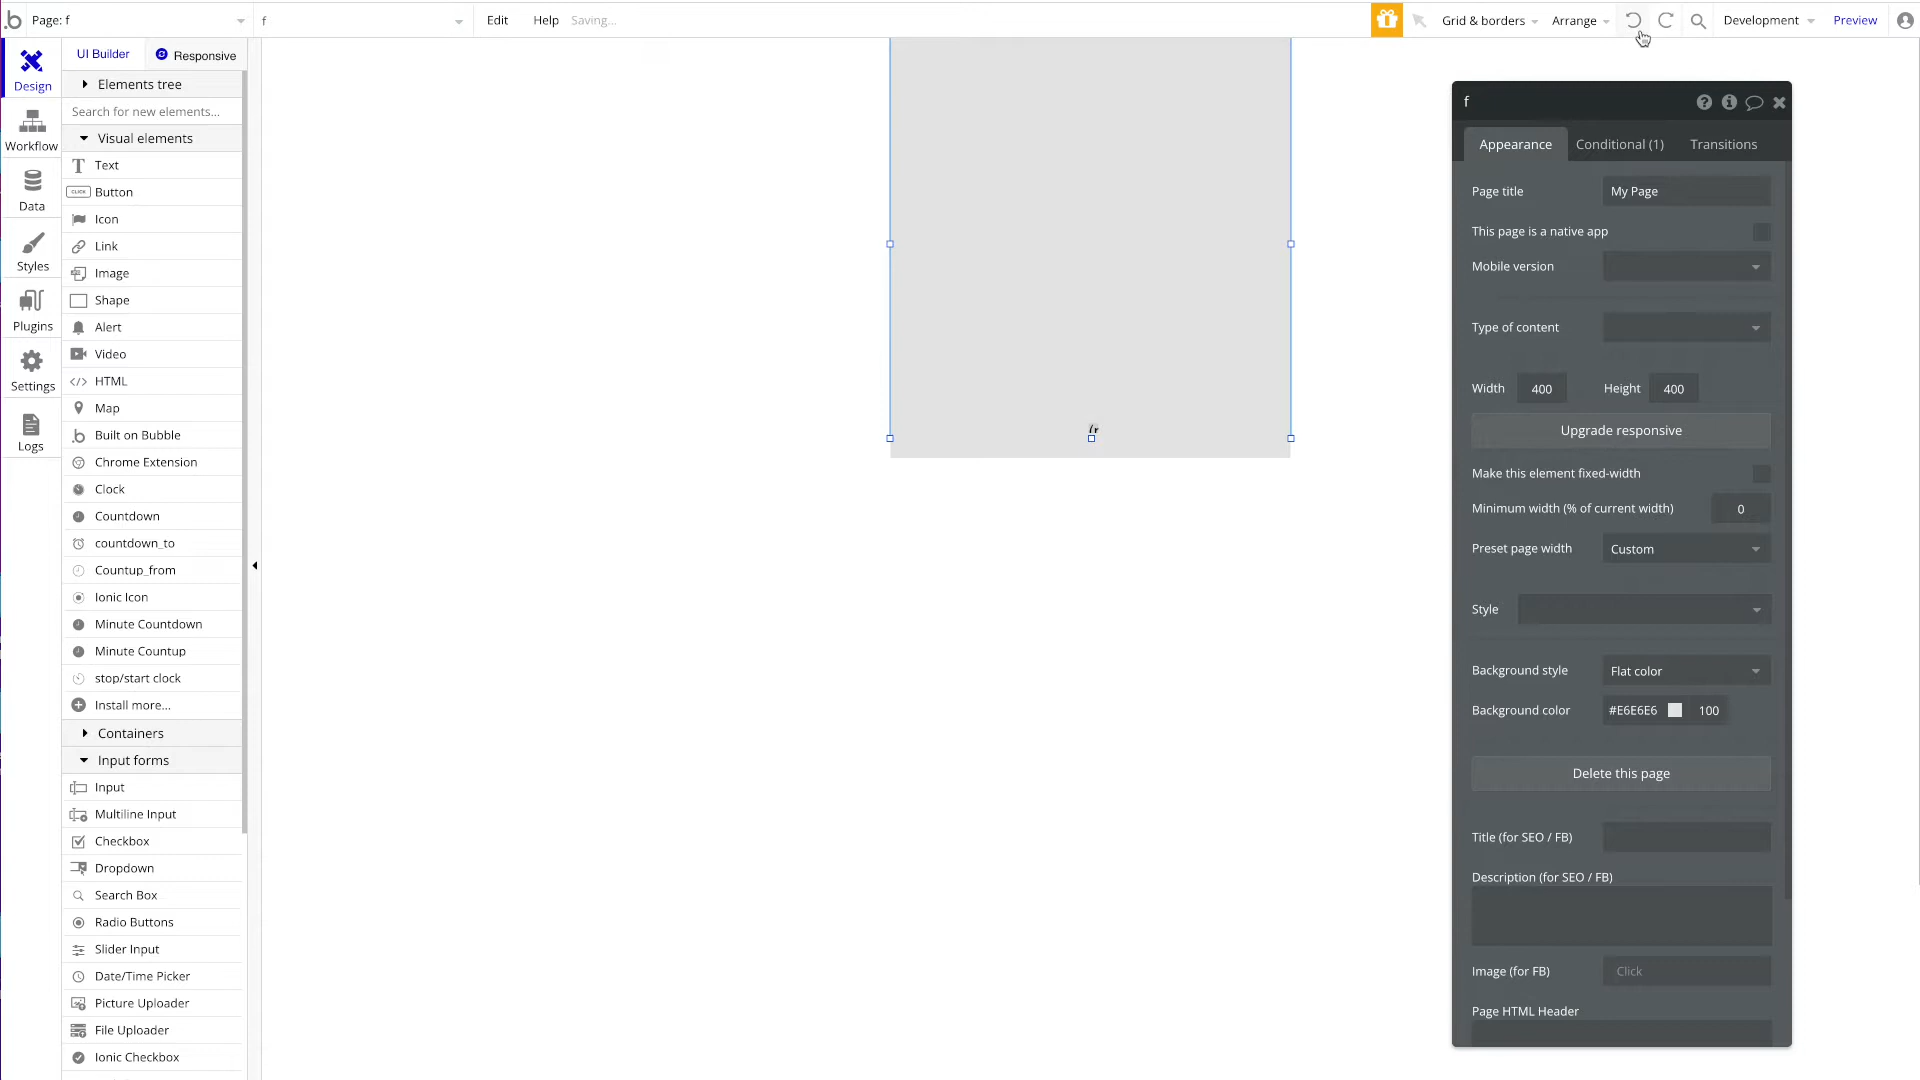 Page: f
f
Edit
Help
Saving...
Grid & borders
Arrange
Development
Preview
Design
Workflow
Data
Styles
Plugins
Settings
Logs
UI Builder
Responsive
Elements tree
Search for new elements...
Visual elements
Text
CLICK Button
Icon
Link
Image
Shape
Alert
Video
</> HTML
Map
Built on Bubble
Chrome Extension
Clock
Countdown
countdown_to
Countup_from
Ionic Icon
Minute Countdown
Minute Countup
stop/start clock
Install more...
Containers
Input forms
Input
Multiline Input
Checkbox
Dropdown
Search Box
Radio Buttons
Slider Input
Date/Time Picker
Picture Uploader
File Uploader
Ionic Checkbox
f
Appearance
Conditional (1)
Transitions
Page title
My Page
This page is a native app
Mobile version
Type of content
Width 400 Height 400
Upgrade responsive
Make this element fixed-width
Minimum width (% of current width) 0
Preset page width Custom
Style
Background style Flat color
Background color #E6E6E6 100
Delete this page
Title (for SEO / FB)
Description (for SEO / FB)
Image (for FB) Click
Page HTML Header